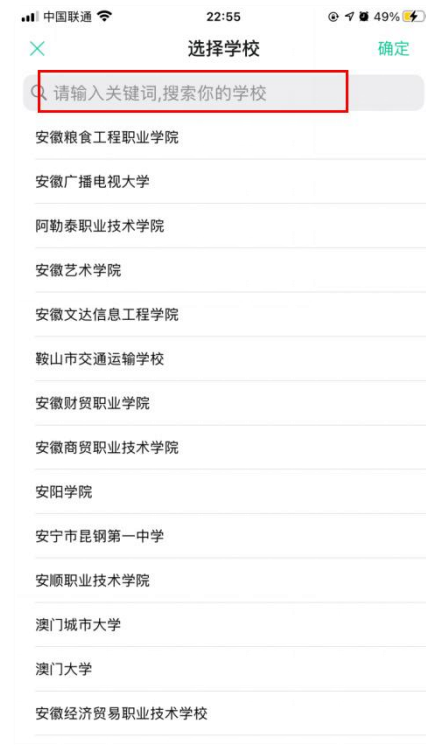 中国联通 22:55 49%
选择学校 确定
请输入关键词,搜索你的学校
安徽粮食工程职业学院
安徽广播电视大学
阿勒泰职业技术学院
安徽艺术学院
安徽文达信息工程学院
鞍山市交通运输学校
安徽财贸职业学院
安徽商贸职业技术学院
安阳学院
安宁市昆钢第一中学
安顺职业技术学院
澳门城市大学
澳门大学
安徽经济贸易职业技术学校